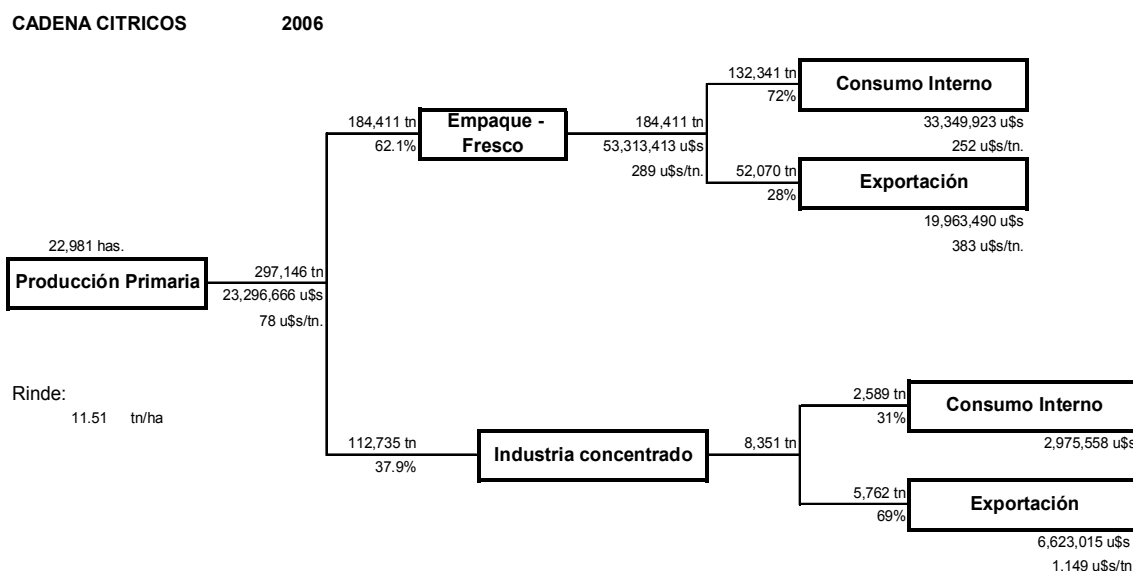 CADENA CITRICOS 2006
132,341 tn
72%
Consumo Interno
33,349,923 u$s
252 u$s/tn.
184,411 tn
62.1%
Empaque -
Fresco
184,411 tn
53,313,413 u$s
289 u$s/tn.
52,070 tn
28%
Exportación
19,963,490 u$s
383 u$s/tn.
22,981 has.
Producción Primaria
297,146 tn
23,296,666 u$s
78 u$s/tn.
Rinde:
11.51 tn/ha
112,735 tn
37.9%
Industria concentrado
8,351 tn
2,589 tn
31%
Consumo Interno
2,975,558 u$s
5,762 tn
69%
Exportación
6,623,015 u$s
1,149 u$s/tn